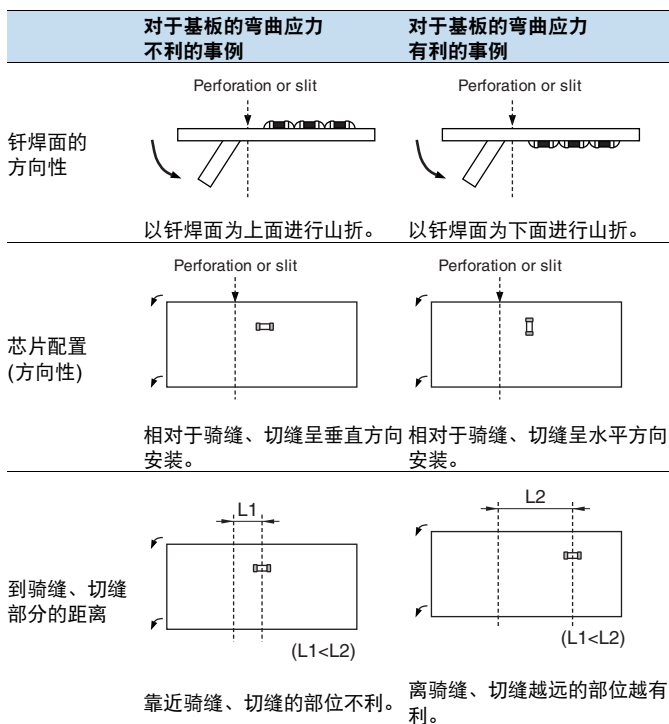 对于基板的弯曲应力
不利的事例
对于基板的弯曲应力
有利的事例
钎焊面的
方向性
Perforation or slit
以钎焊面为上面进行山折。
Perforation or slit
以钎焊面为下面进行山折。
芯片配置
(方向性)
Perforation or slit
相对于骑缝、切缝呈垂直方向
安装。
Perforation or slit
相对于骑缝、切缝呈水平方向
安装。
到骑缝、切缝
部分的距离
L1
(L1<L2)
靠近骑缝、切缝的部位不利。
L2
(L1<L2)
离骑缝、切缝越远的部位越有
利。